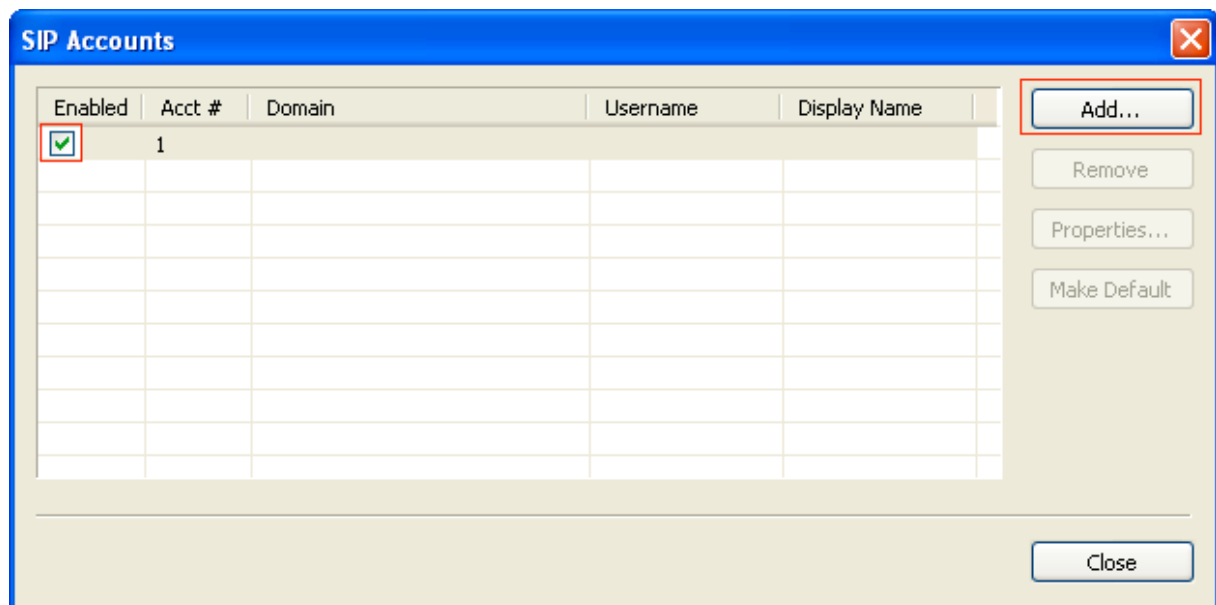 SIP Accounts
Enabled Acct # Domain Username Display Name
1
Add...
Remove
Properties...
Make Default
Close